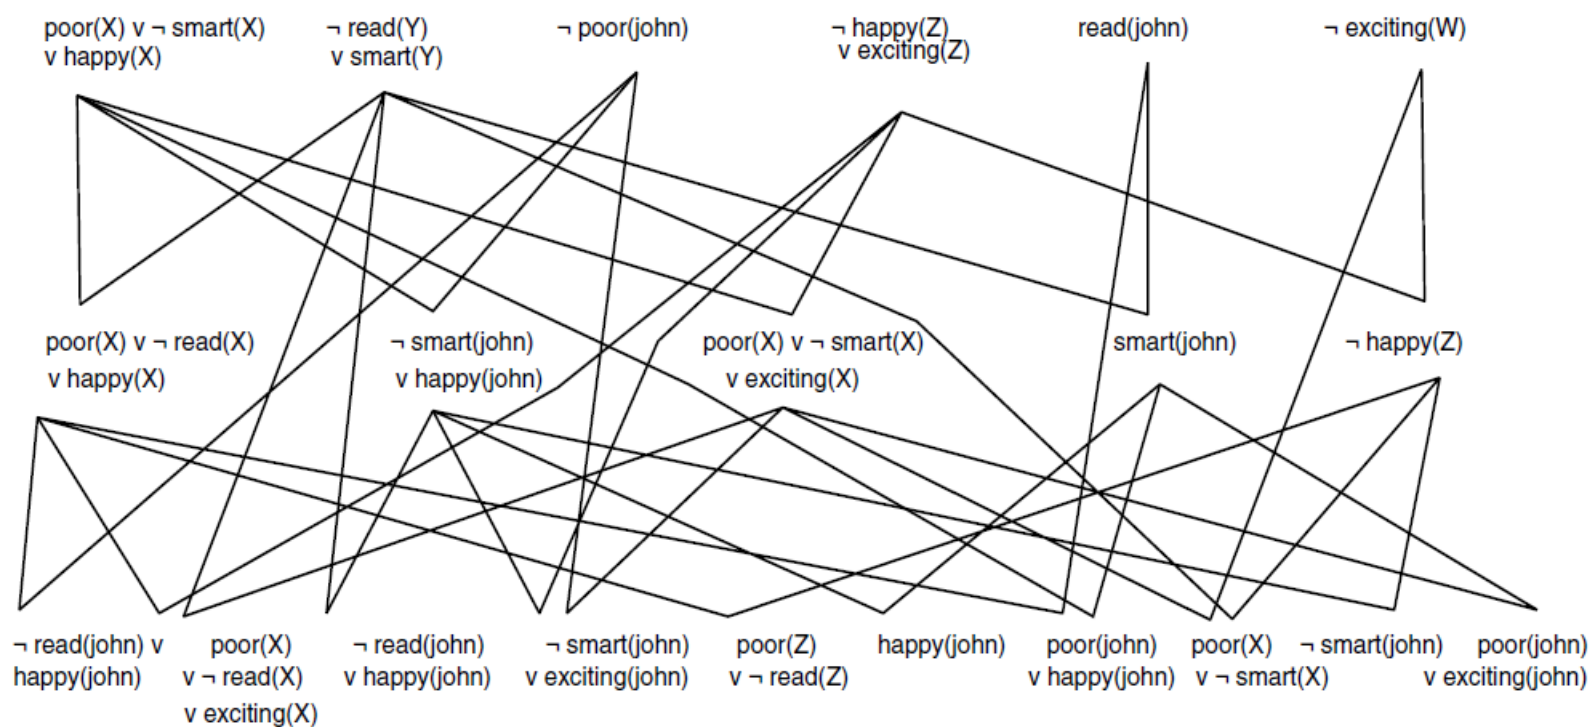 poor(X) v ¬ smart(X)
v happy(X)
¬ read(Y)
v smart(Y)
¬ poor(john)
¬ happy(Z)
v exciting(Z)
read(john)
¬ exciting(W)
poor(X) v ¬ read(X)
v happy(X)
¬ smart(john)
v happy(john)
poor(X) v ¬ smart(X)
v exciting(X)
smart(john)
¬ happy(Z)
¬ read(john) v
happy(john)
poor(X)
v ¬ read(X)
v exciting(X)
¬ read(john)
v happy(john)
¬ smart(john)
v exciting(john)
poor(Z)
v ¬ read(Z)
happy(john)
poor(john)
v happy(john)
poor(X)
v ¬ smart(X)
¬ smart(john)
poor(john)
v exciting(john)